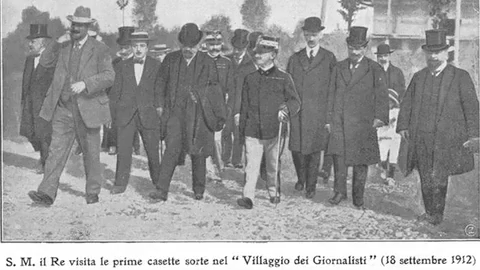 S. M. il Re visita le prime casette sorte nel “ Villaggio dei Giornalisti ” (18 settembre 1912)